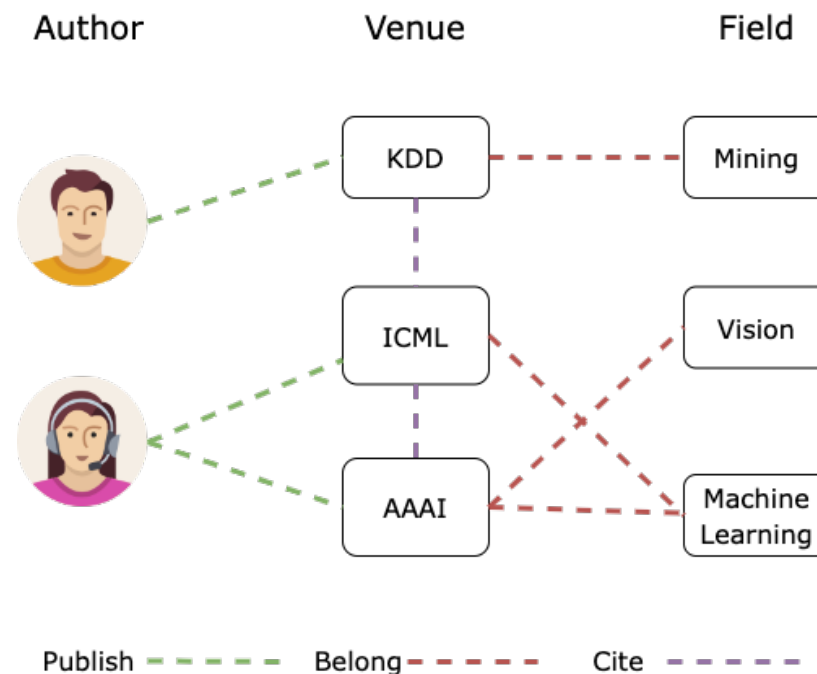 Author Venue Field
KDD Mining
ICML Vision
AAAI Machine
Learning
Publish Belong Cite